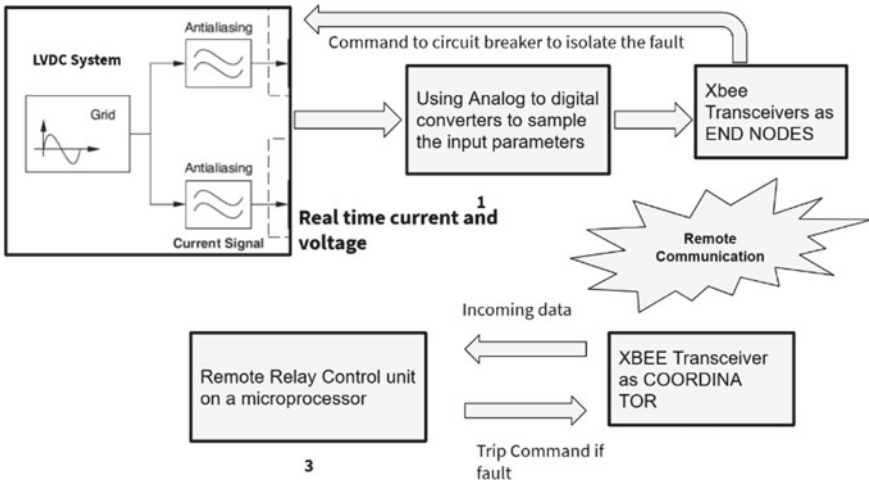 Antialiasing
LVDC System
Grid
Antialiasing
Current Signal
Command to circuit breaker to isolate the fault
Using Analog to digital
converters to sample
the input parameters
Xbee
Transceivers as
END NODES
1
Real time current and
voltage
Remote
Communication
Incoming data
Remote Relay Control unit
on a microprocessor
XBEE Transceiver
as COORDINA
TOR
Trip Command if
fault
3